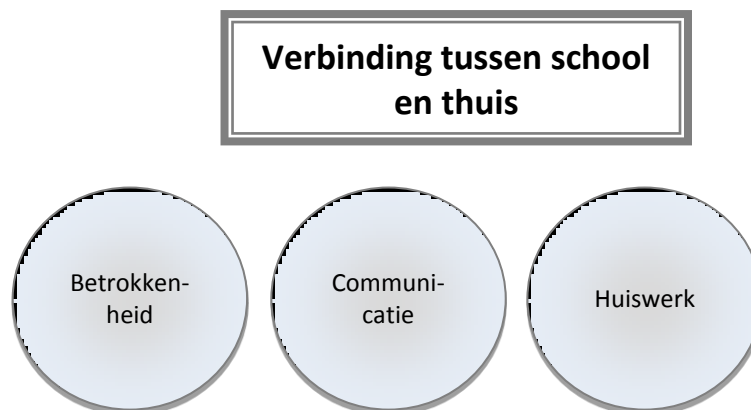 Verbinding tussen school
en thuis
Betrokken-
heid
Communi-
catie
Huiswerk